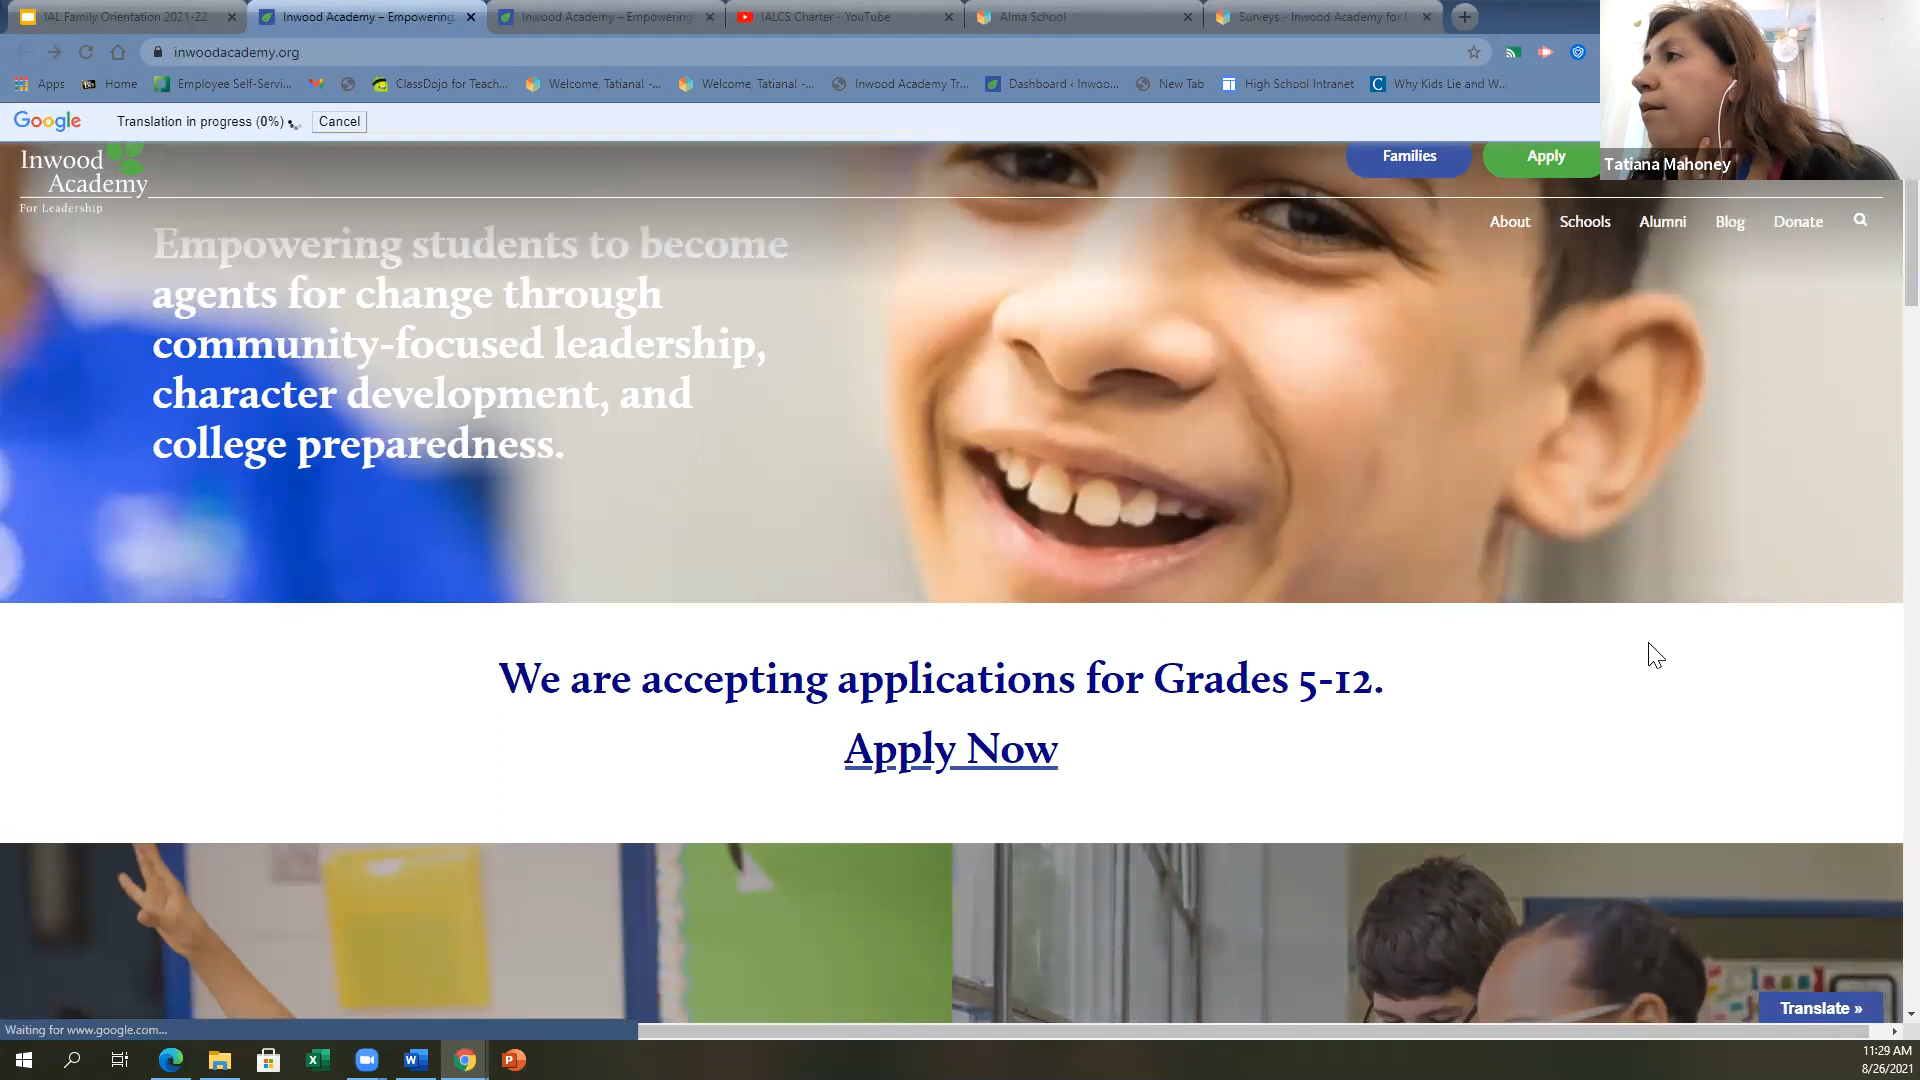 IAL Family Orientation 2021-22
Inwood Academy – Empowering
Inwood Academy – Empowering
IALCS Charter - YouTube
Alma School
Surveys - Inwood Academy for L
inwoodacademy.org
Apps
Home
Employee Self-Servi...
ClassDojo for Teach...
Welcome, Tatiana! -...
Welcome, Tatiana! -...
Inwood Academy Tr...
Dashboard ‹ Inwoo...
New Tab
High School Intranet
Why Kids Lie and W...
Google
Translation in progress (0%)
Cancel
Inwood
Academy
For Leadership
Families
Apply
Tatiana Mahoney
About
Schools
Alumni
Blog
Donate
Empowering students to become
agents for change through
community-focused leadership,
character development, and
college preparedness.
We are accepting applications for Grades 5-12.
Apply Now
Translate »
Waiting for www.google.com...
11:29 AM
8/26/2021